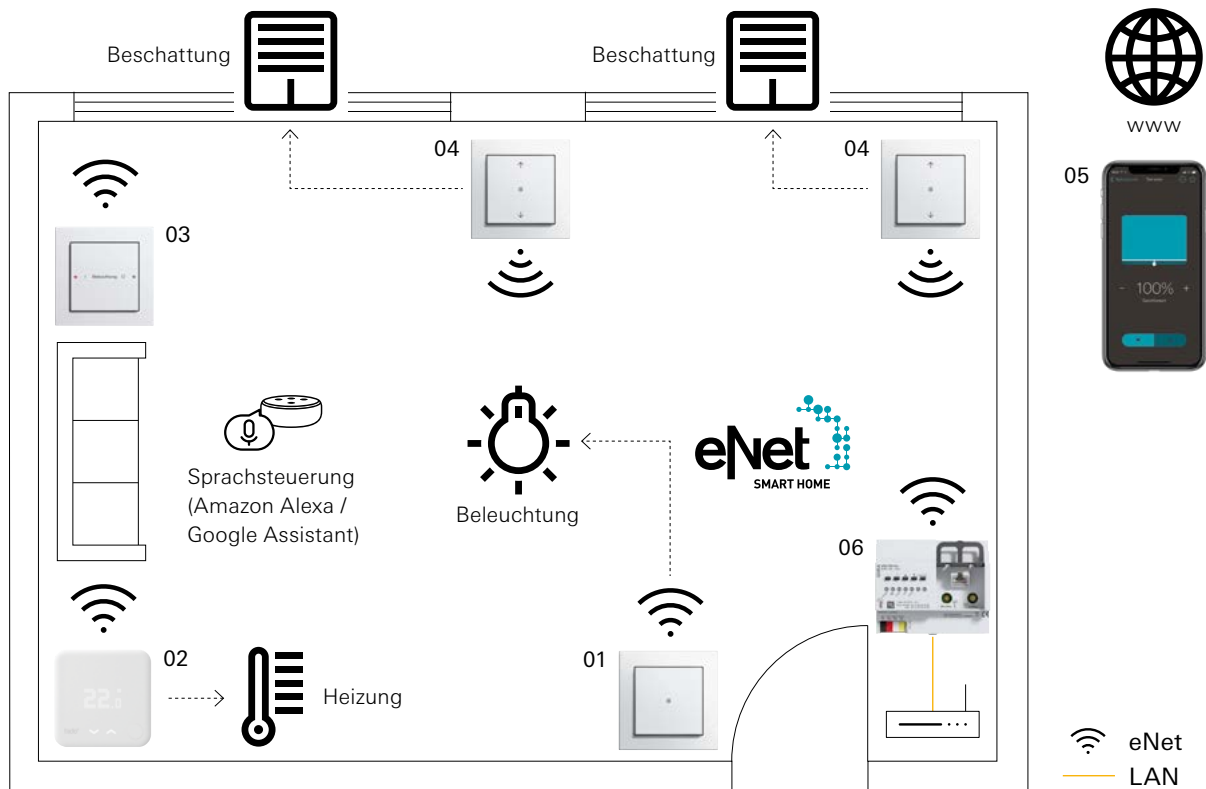 Beschattung
Beschattung
www
04
04
05
03
100%
Sprachsteuerung
(Amazon Alexa /
Google Assistant)
Beleuchtung
eNet
SMART HOME
06
02
22.
01
Heizung
eNet
LAN